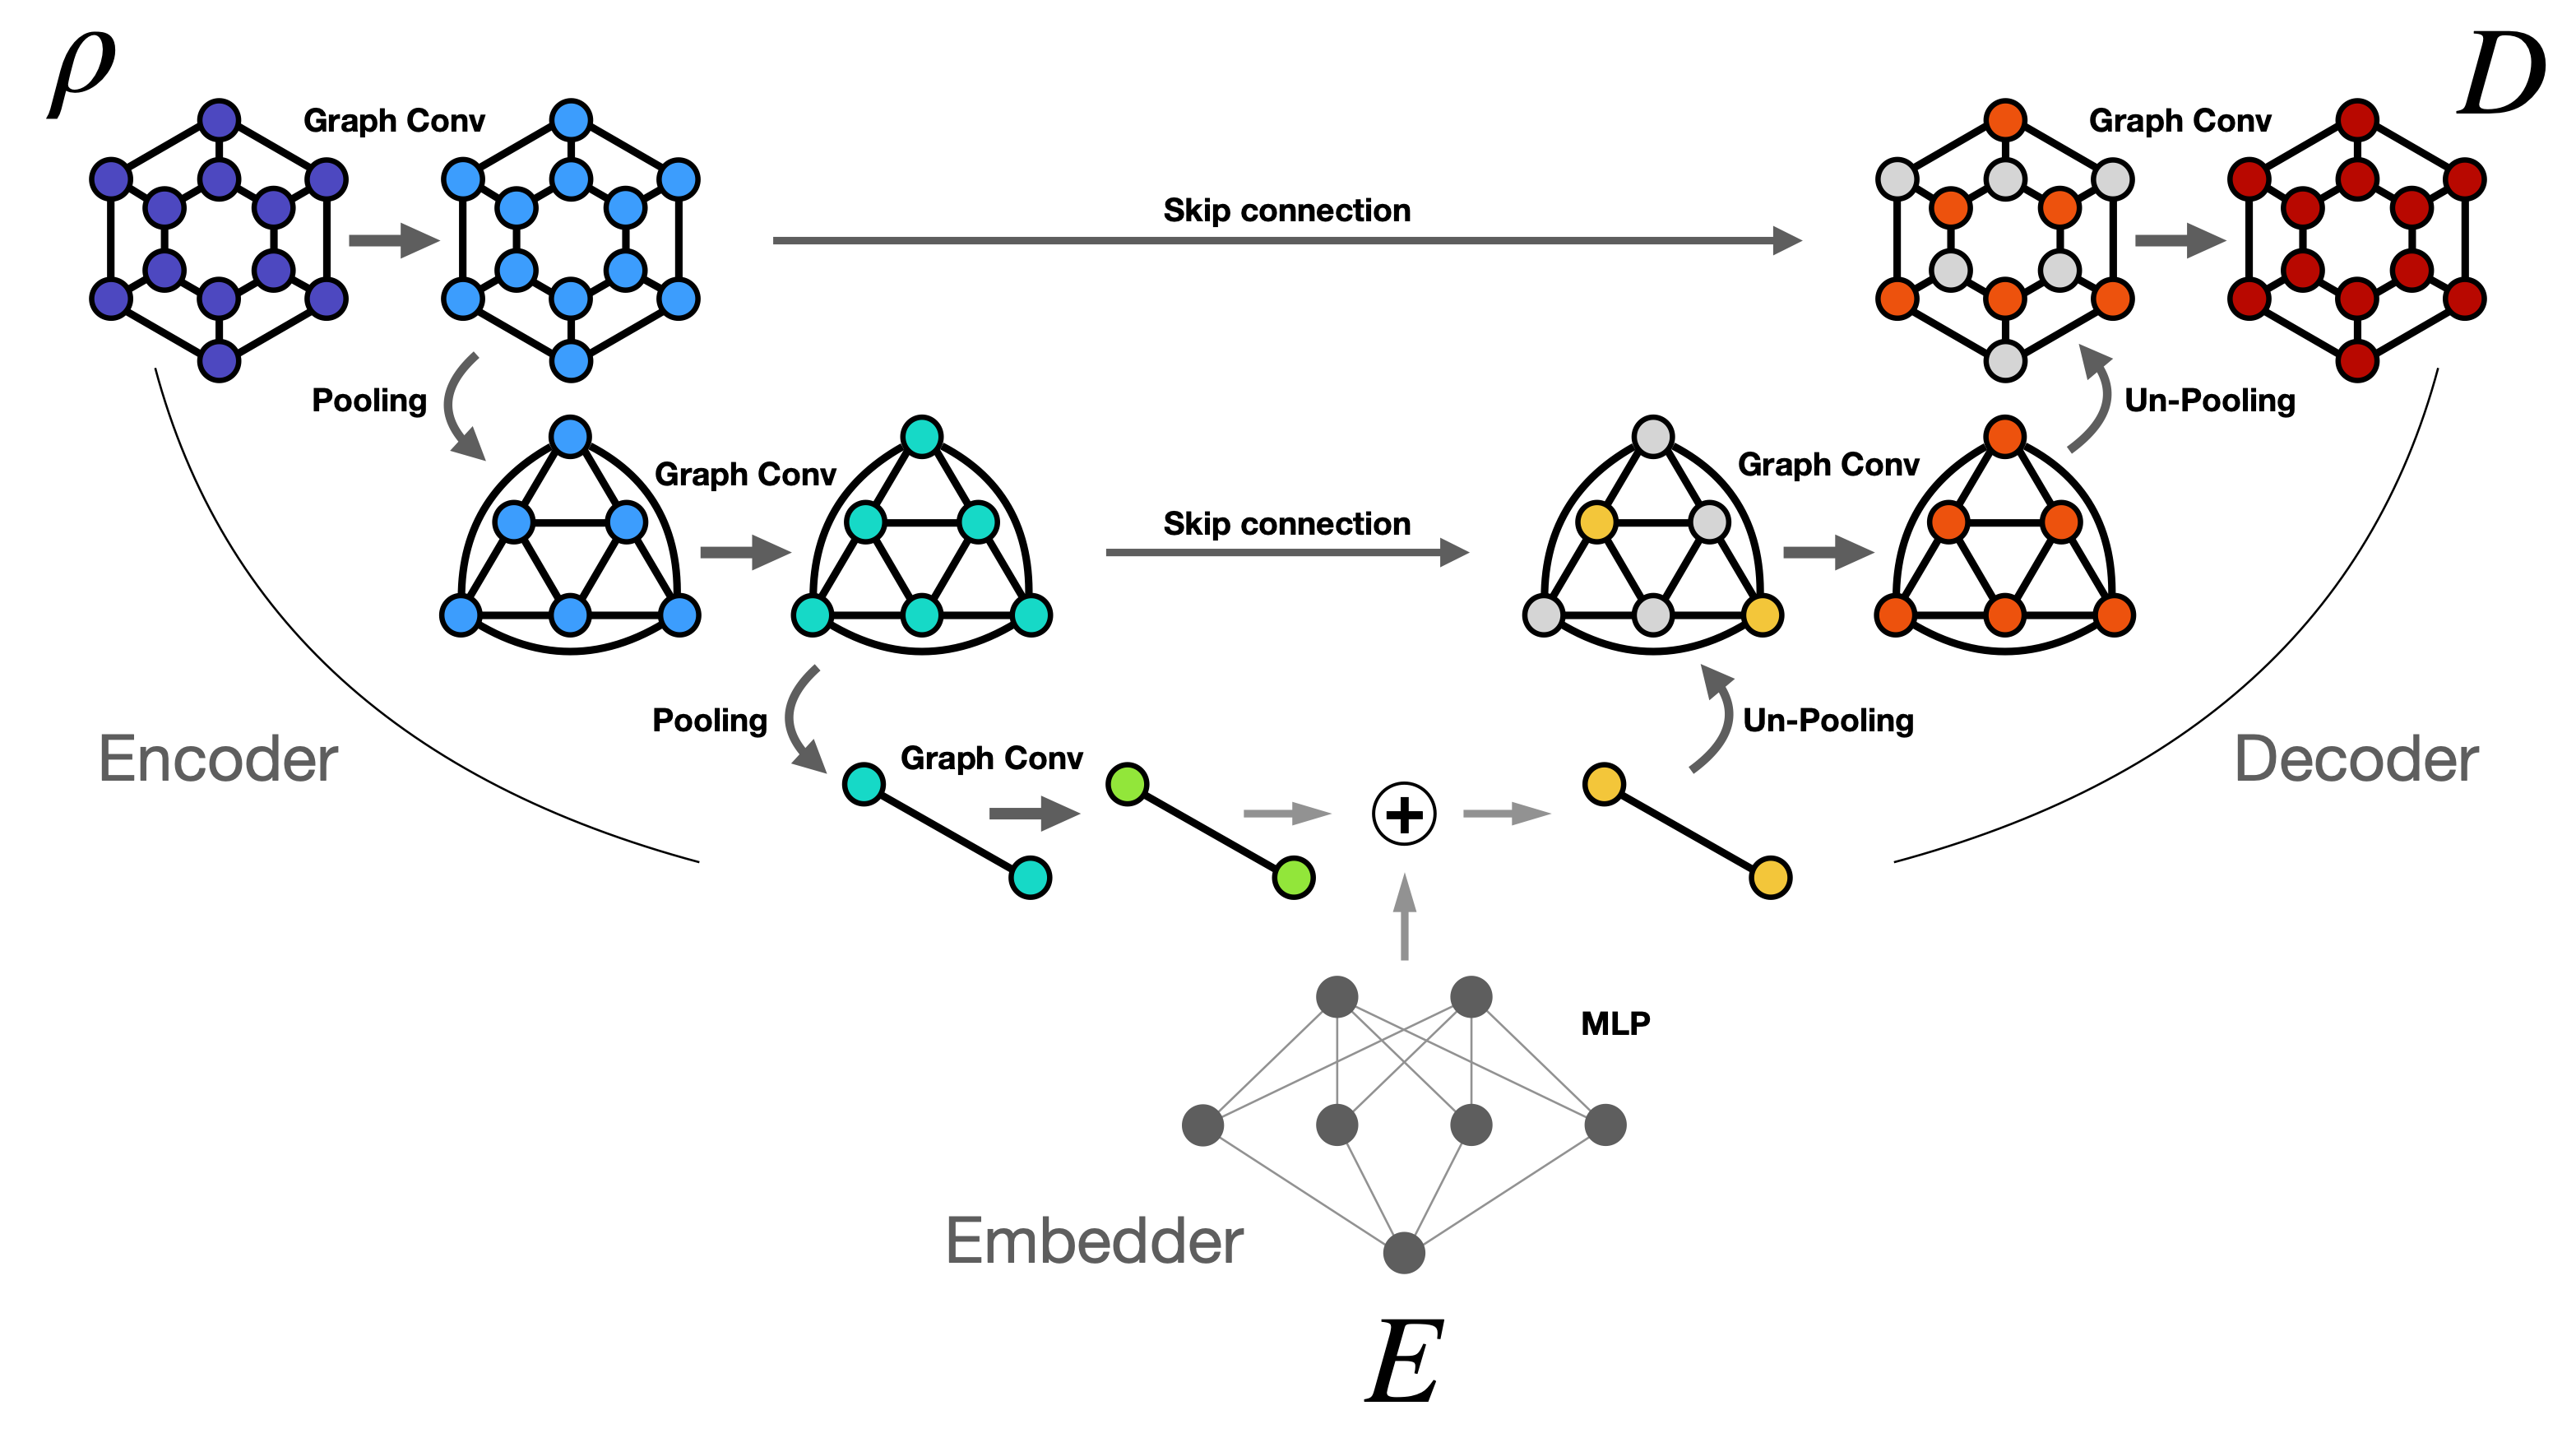 ρ
D
Graph Conv
Graph Conv
Skip connection
Pooling
Un-Pooling
Graph Conv
Graph Conv
Skip connection
Pooling
Un-Pooling
Encoder
Decoder
Graph Conv
+
MLP
Embedder
E